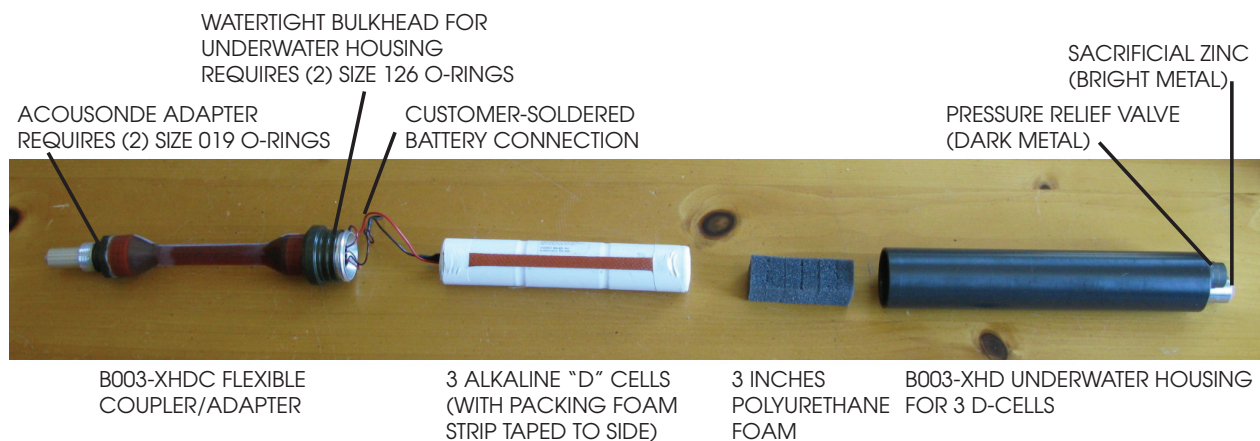 WATERTIGHT BULKHEAD FOR
UNDERWATER HOUSING
REQUIRES (2) SIZE 126 O-RINGS
SACRIFICIAL ZINC
(BRIGHT METAL)
ACOUSONDE ADAPTER
REQUIRES (2) SIZE 019 O-RINGS
CUSTOMER-SOLDERED
BATTERY CONNECTION
PRESSURE RELIEF VALVE
(DARK METAL)
B003-XHDC FLEXIBLE
COUPLER/ADAPTER
3 ALKALINE “D” CELLS
(WITH PACKING FOAM
STRIP TAPED TO SIDE)
3 INCHES
POLYURETHANE
FOAM
B003-XHD UNDERWATER HOUSING
FOR 3 D-CELLS